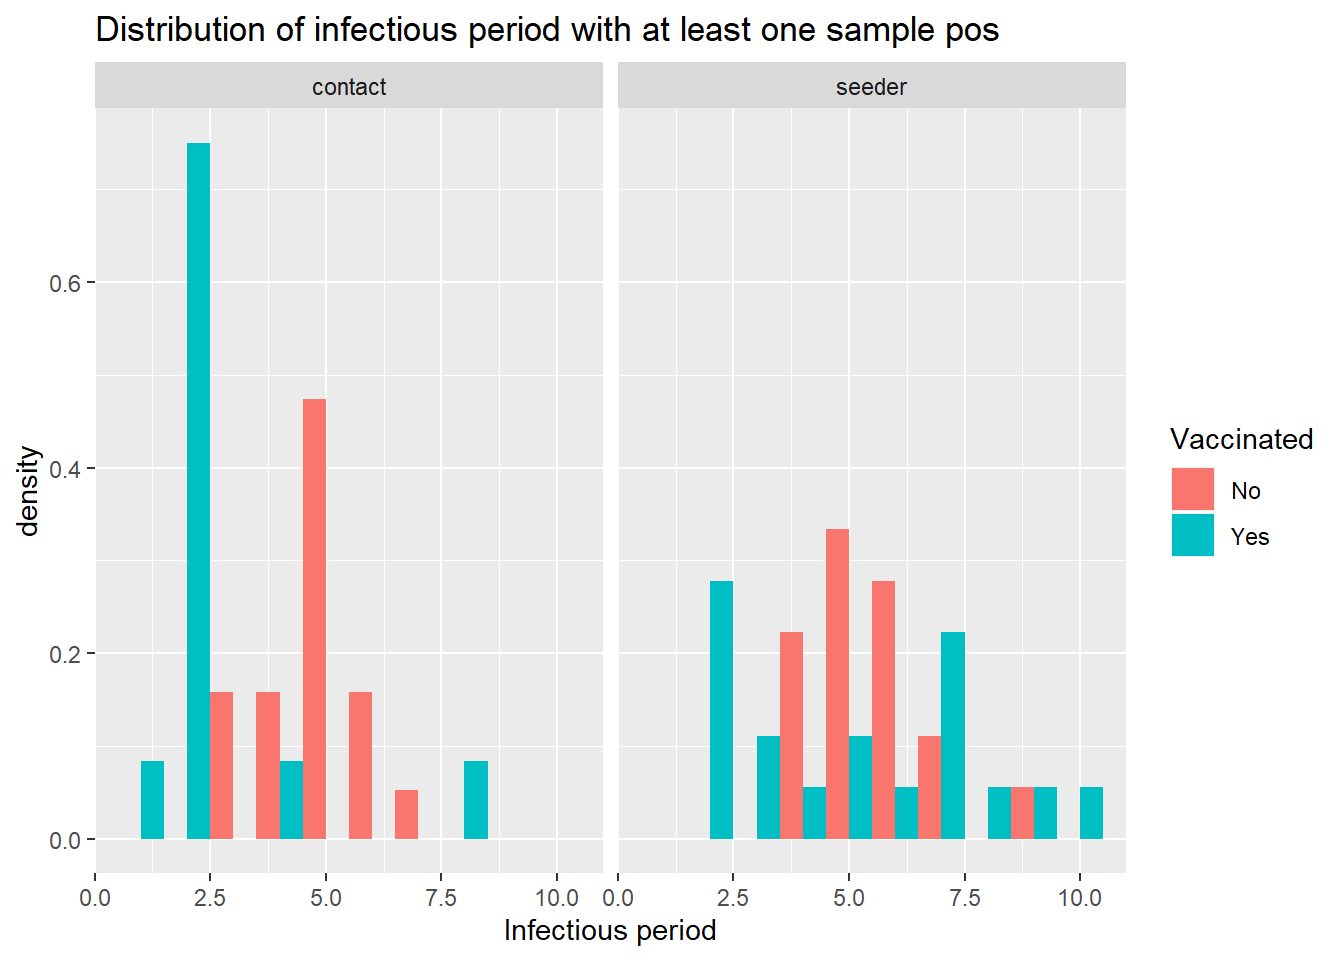 Distribution of infectious period with at least one sample pos
contact
seeder
density
0.6
0.4
0.2
0.0
0.0 2.5 5.0 7.5 10.0
0.0 2.5 5.0 7.5 10.0
Infectious period
Vaccinated
No
Yes